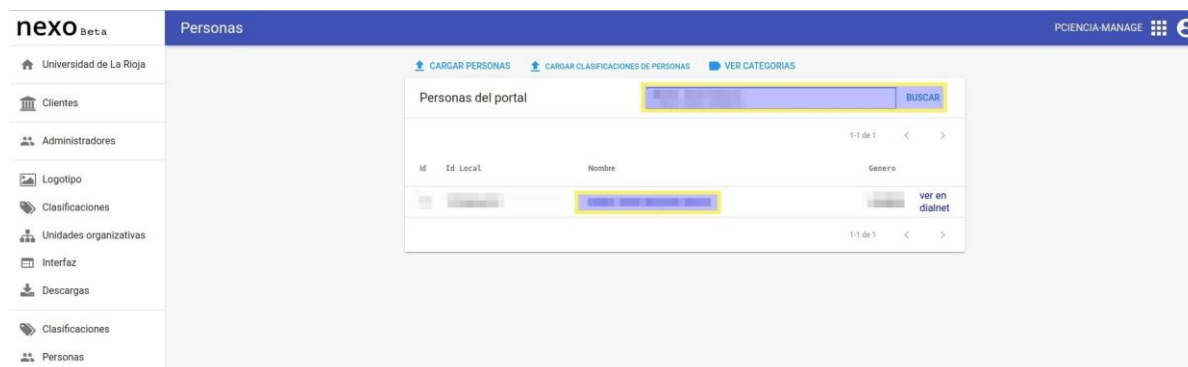 nexo Beta
Personas
PCIENCIA-MANAGE
Universidad de La Rioja
Clientes
Administradores
Logotipo
Clasificaciones
Unidades organizativas
Interfaz
Descargas
Clasificaciones
Personas
CARGAR PERSONAS
CARGAR CLASIFICACIONES DE PERSONAS
VER CATEGORIAS
Personas del portal
BUSCAR
1-1 de 1
Id Id Local Nombre Genero
ver en
dialnet
1-1 de 1